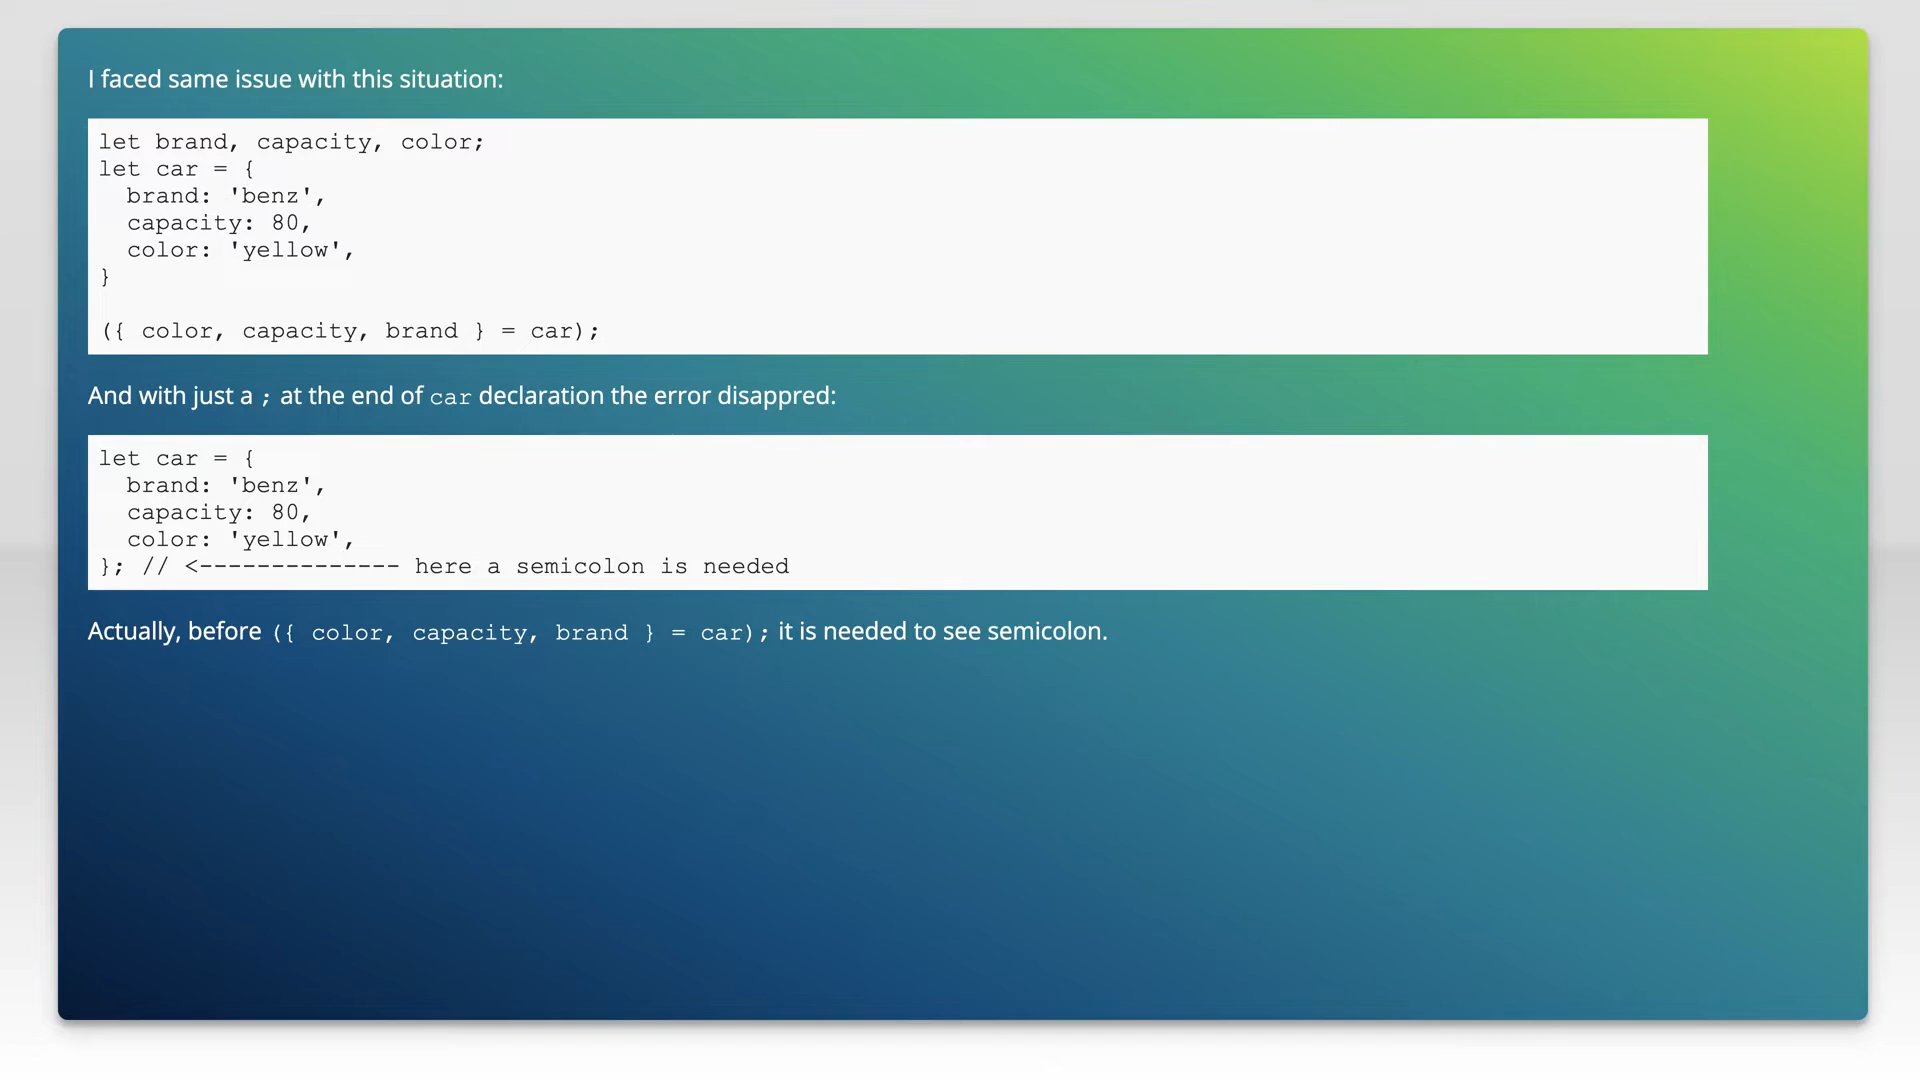 I faced same issue with this situation:
let brand, capacity, color;
let car = {
  brand: 'benz',
  capacity: 80,
  color: 'yellow',
}
({ color, capacity, brand } = car);
And with just a ; at the end of car declaration the error disappred:
let car = {
  brand: 'benz',
  capacity: 80,
  color: 'yellow',
}; // <-------------- here a semicolon is needed
Actually, before ({ color, capacity, brand } = car); it is needed to see semicolon.